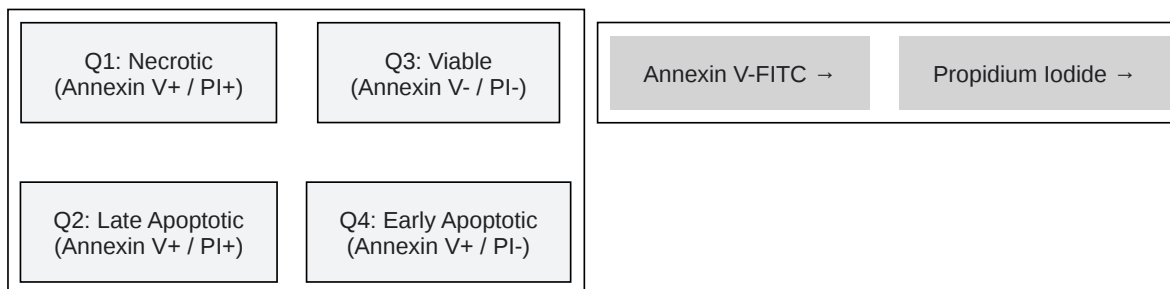 Q1: Necrotic
(Annexin V+ / PI+)
Q3: Viable
(Annexin V- / PI-)
Annexin V-FITC →
Propidium Iodide →
Q2: Late Apoptotic
(Annexin V+ / PI+)
Q4: Early Apoptotic
(Annexin V+ / PI-)